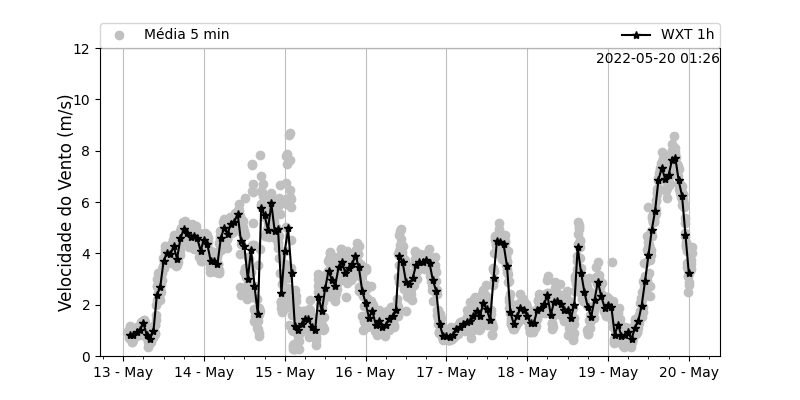 Média 5 min WXT 1h
2022-05-20 01:26
Velocidade do Vento (m/s)
12
10
8
6
4
2
0
13 - May 14 - May 15 - May 16 - May 17 - May 18 - May 19 - May 20 - May